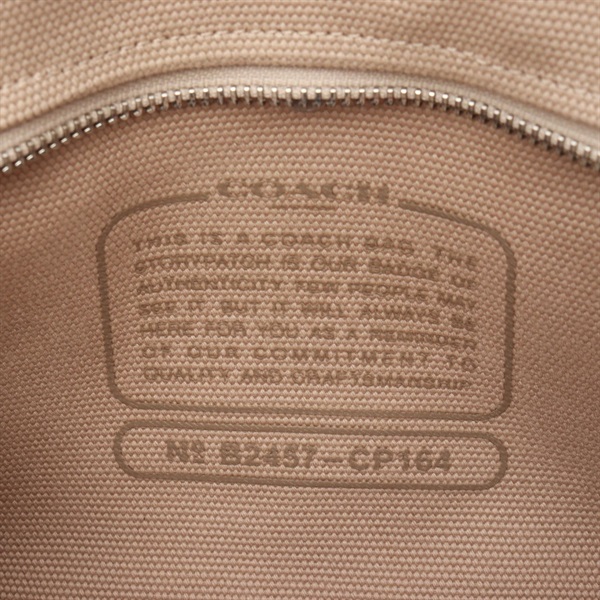 COACH
THIS IS A COACH BAG. THE
STORYPATCH IS OUR BADGE OF
AUTHENTICITY FEW PEOPLE MAY
SEE IT. BUT IT WILL ALWAYS BE
HERE FOR YOU AS A REMINDER
OF OUR COMMITMENT TO
QUALITY AND CRAFTSMANSHIP.
Nº B2457-CP164